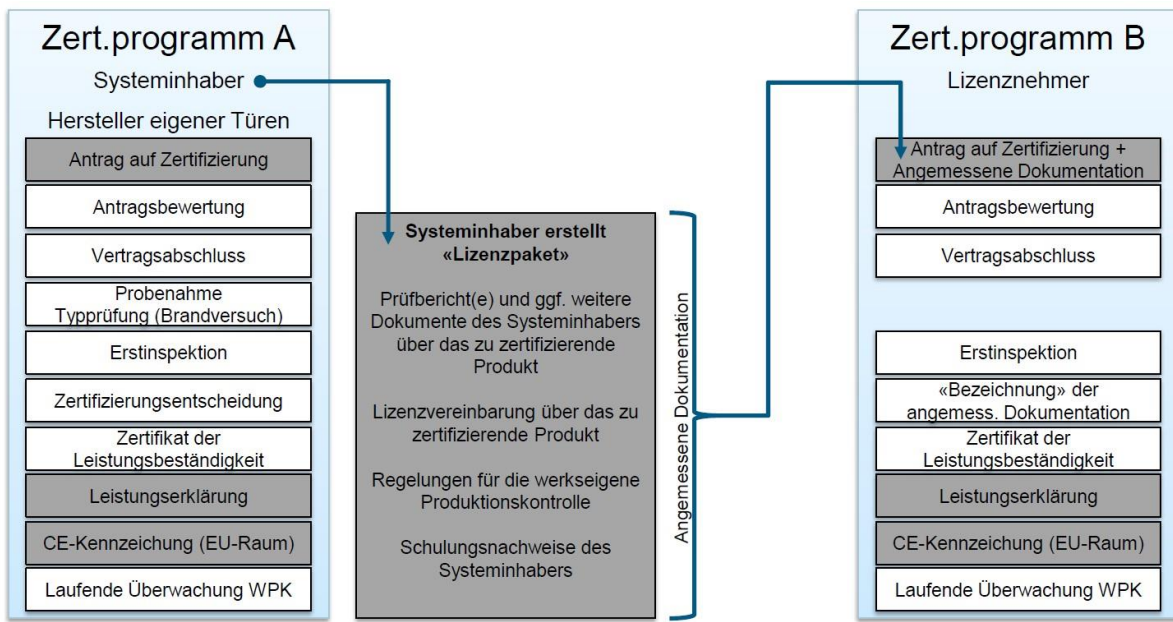 Zert.programm A
Systeminhaber
Hersteller eigener Türen
Antrag auf Zertifizierung
Antragsbewertung
Vertragsabschluss
Probenahme
Typprüfung (Brandversuch)
Erstinspektion
Zertifizierungsentscheidung
Zertifikat der
Leistungsbeständigkeit
Leistungserklärung
CE-Kennzeichung (EU-Raum)
Laufende Überwachung WPK
Systeminhaber erstellt
«Lizenzpaket»
Prüfbericht(e) und ggf. weitere
Dokumente des Systeminhabers
über das zu zertifizierende
Produkt
Lizenzvereinbarung über das zu
zertifizierende Produkt
Regelungen für die werkseigene
Produktionskontrolle
Schulungsnachweise des
Systeminhabers
Angemessene Dokumentation
Zert.programm B
Lizenznehmer
Antrag auf Zertifizierung +
Angemessene Dokumentation
Antragsbewertung
Vertragsabschluss
Erstinspektion
«Bezeichnung» der
angemess. Dokumentation
Zertifikat der
Leistungsbeständigkeit
Leistungserklärung
CE-Kennzeichung (EU-Raum)
Laufende Überwachung WPK